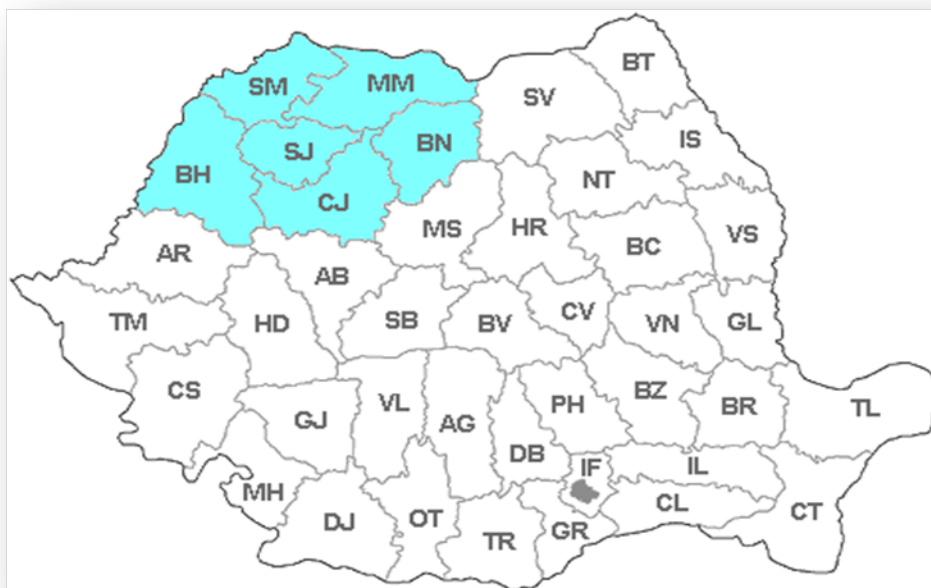 BT
SM
MM
SV
IS
BN
SJ
BH
NT
CJ
MS
HR
VS
BC
AR
AB
CV
TM
HD
SB
BV
VN
GL
CS
BZ
VL
PH
BR
TL
GJ
AG
DB
IF
IL
MH
CL
CT
DJ
OT
GR
TR